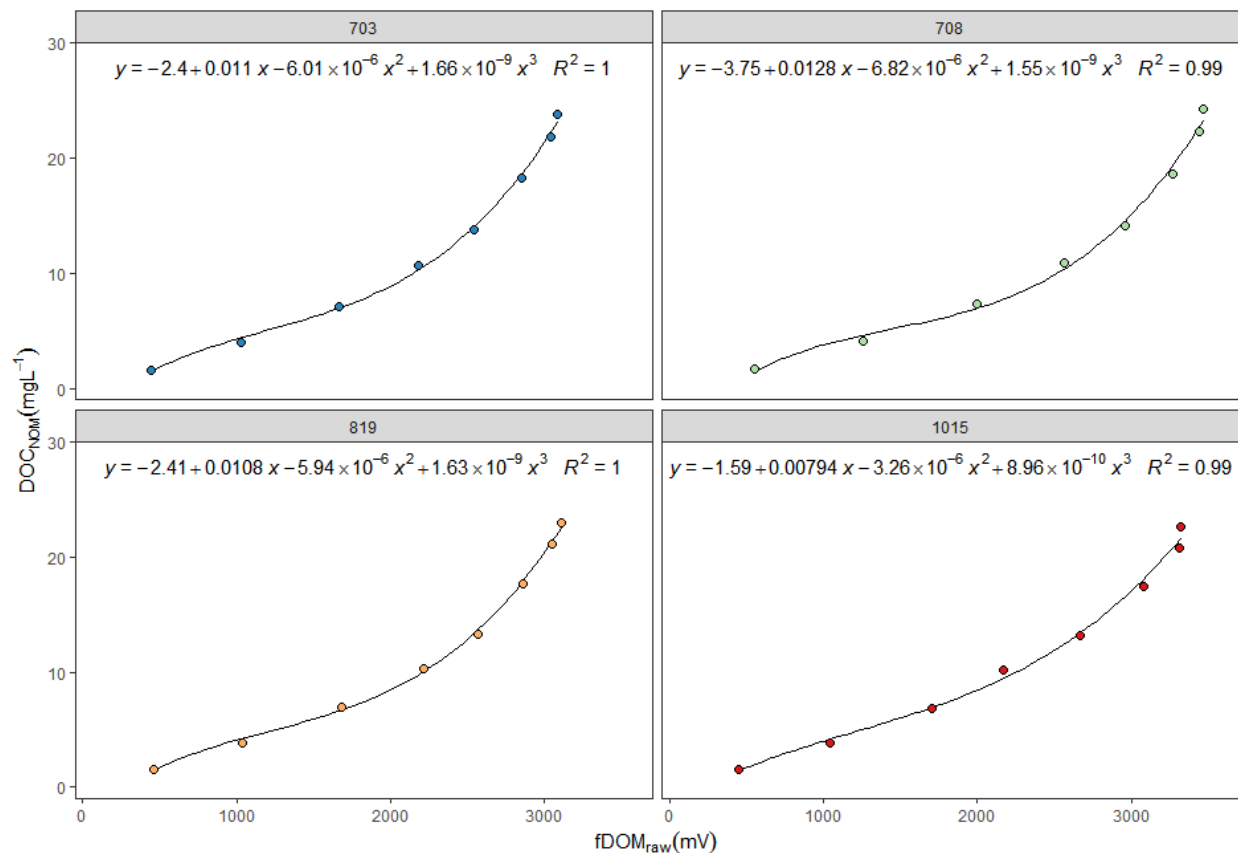 703
708
y = −2.4 + 0.011 x − 6.01 × 10⁻⁶ x² + 1.66 × 10⁻⁹ x³ R² = 1
y = −3.75 + 0.0128 x − 6.82 × 10⁻⁶ x² + 1.55 × 10⁻⁹ x³ R² = 0.99
30
20
10
0
819
1015
y = −2.41 + 0.0108 x − 5.94 × 10⁻⁶ x² + 1.63 × 10⁻⁹ x³ R² = 1
y = −1.59 + 0.00794 x − 3.26 × 10⁻⁶ x² + 8.96 × 10⁻¹⁰ x³ R² = 0.99
30
20
10
0
DOC_NOM(mgL⁻¹)
0 1000 2000 3000
0 1000 2000 3000
fDOM_raw(mV)